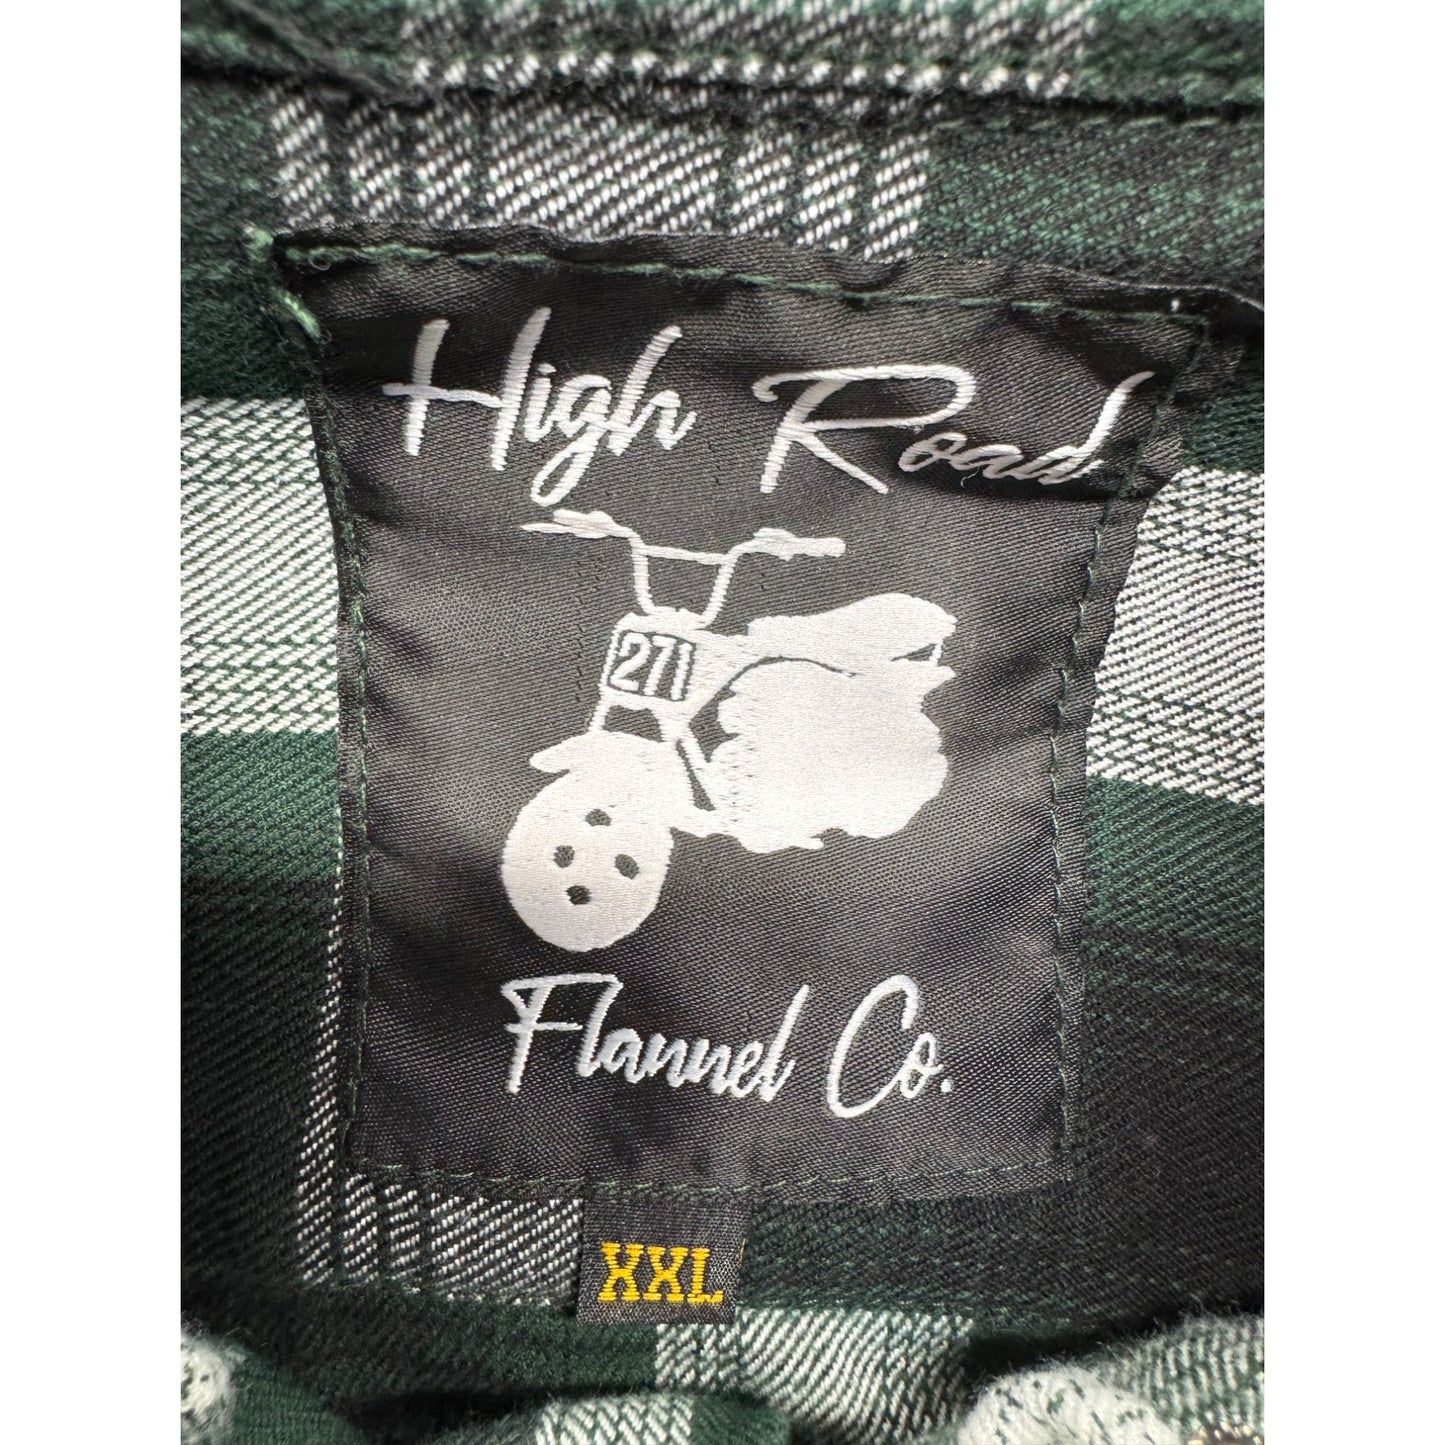 High Road
271
Flannel Co.
XXL